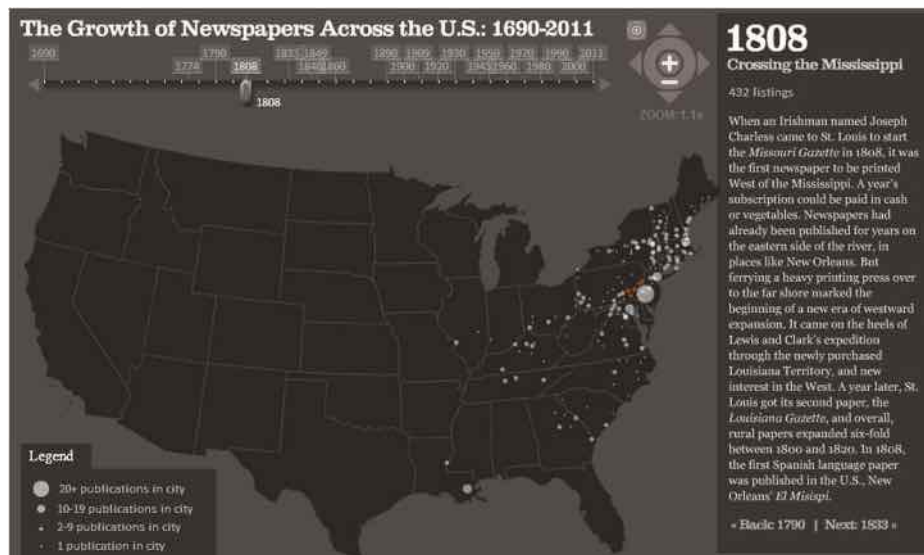 The Growth of Newspapers Across the U.S.: 1690-2011
1690 1790 1833 1849 1890 1909 1930 1950 1970 1990 2011
1774 1808 1840 1860 1900 1920 1945 1960 1980 2000
1808
ZOOM: 1.1x
1808
Crossing the Mississippi
432 listings
When an Irishman named Joseph
Charless came to St. Louis to start
the Missouri Gazette in 1808, it was
the first newspaper to be printed
West of the Mississippi. A year's
subscription could be paid in cash
or vegetables. Newspapers had
already been published for years on
the eastern side of the river, in
places like New Orleans. But
ferrying a heavy printing press over
to the far shore marked the
beginning of a new era of westward
expansion. It came on the heels of
Lewis and Clark's expedition
through the newly purchased
Louisiana Territory, and new
interest in the West. A year later, St.
Louis got its second paper, the
Louisiana Gazette, and overall,
rural papers expanded six-fold
between 1800 and 1820. In 1808,
the first Spanish language paper
was published in the U.S., New
Orleans' El Misispi.
« Back: 1790 | Next: 1833 »
Legend
20+ publications in city
10-19 publications in city
2-9 publications in city
1 publication in city